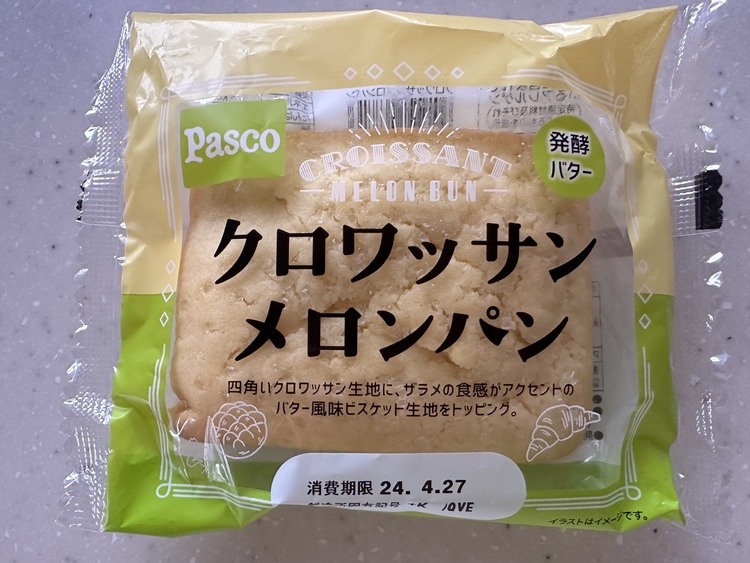 Pasco
CROISSANT
MELON BUN
発酵
バター
クロワッサン
メロンパン
四角いクロワッサン生地に、ザラメの食感がアクセントの
バター風味ビスケット生地をトッピング。
消費期限 24. 4.27
イラストはイメージです。